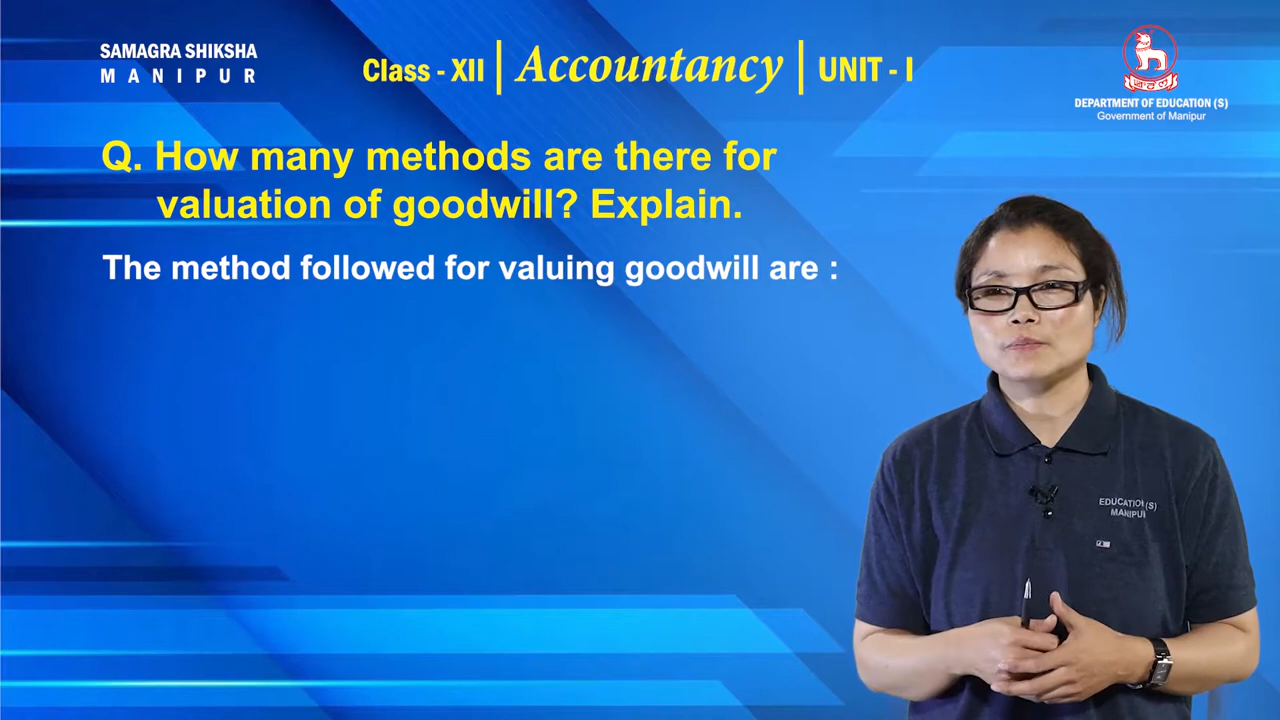 SAMAGRA SHIKSHA
MANIPUR
Class - XII | Accountancy | UNIT - I
DEPARTMENT OF EDUCATION (S)
Government of Manipur
Q. How many methods are there for
valuation of goodwill? Explain.
The method followed for valuing goodwill are :
EDUCATION (S)
MANIPUR